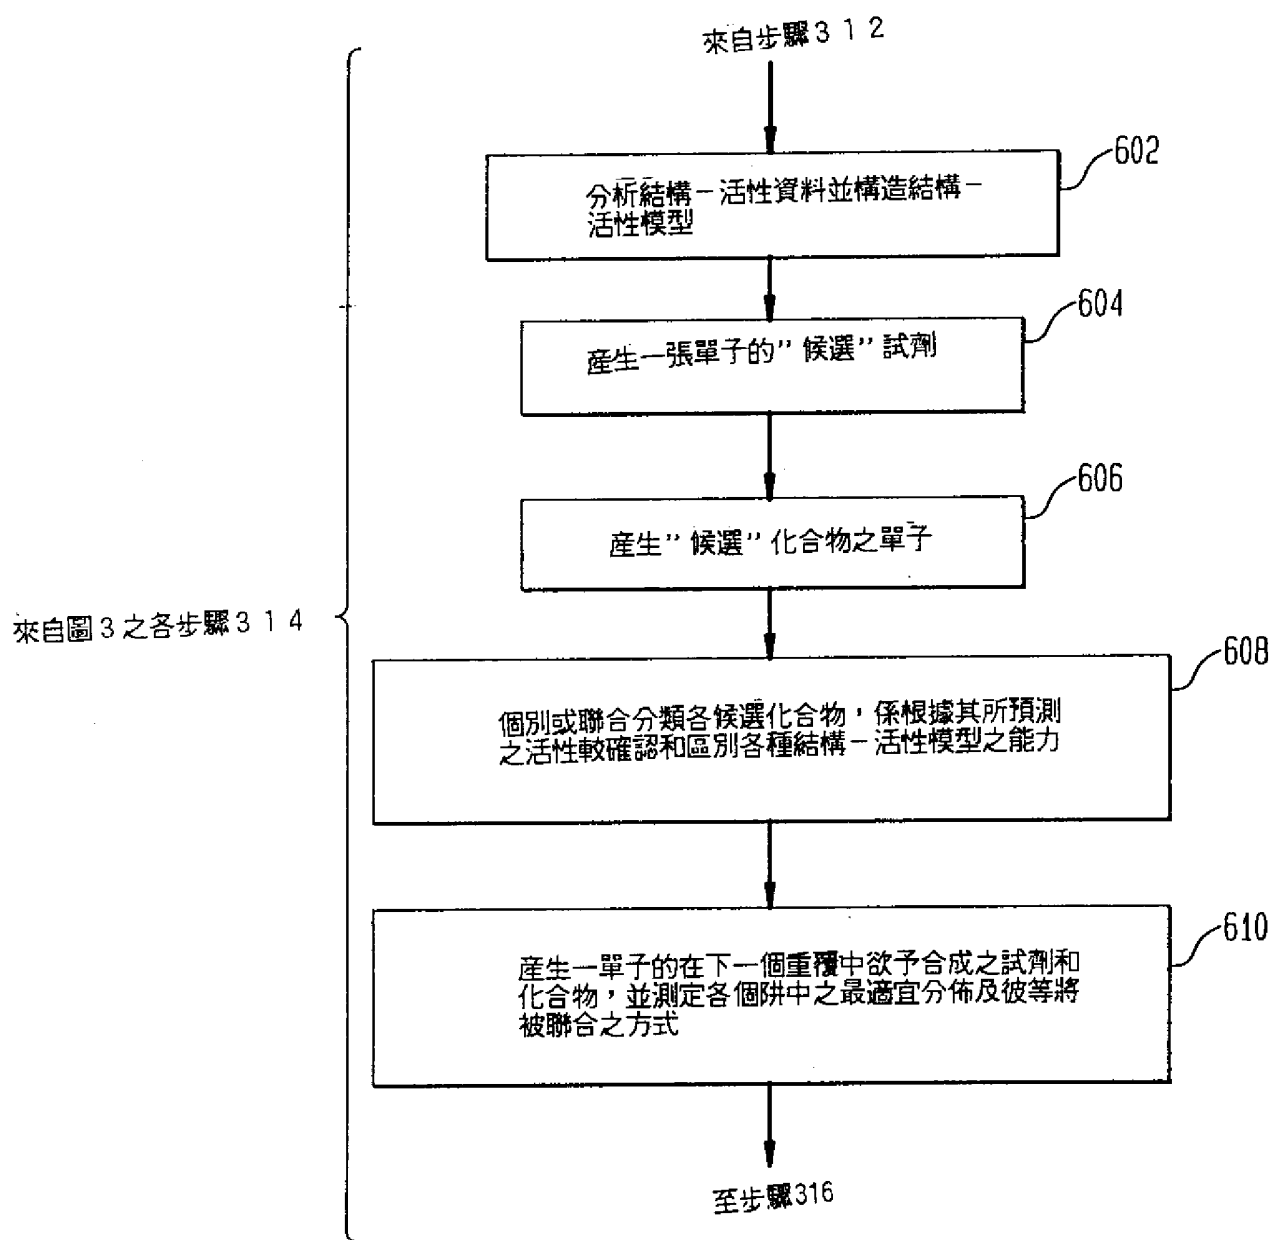 來自步驟312
602
分析結構-活性資料並構造結構-
活性模型
604
產生一張單子的”候選”試劑
606
產生”候選”化合物之單子
來自圖3之各步驟314
608
個別或聯合分類各候選化合物,係根據其所預測
之活性較確認和區別各種結構-活性模型之能力
610
產生一單子的在下一個重覆中欲予合成之試劑和
化合物,並測定各個阱中之最適宜分佈及彼等將
被聯合之方式
至步驟316